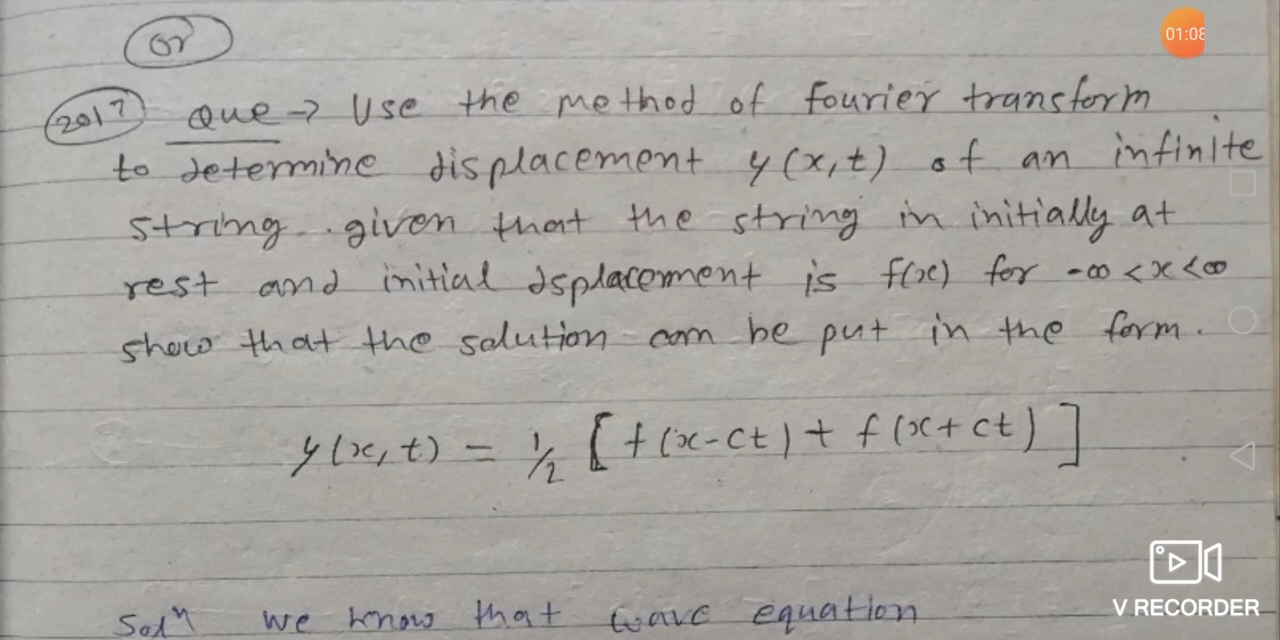 or
01:08
2017 Que → Use the method of fourier transform
to determine displacement y(x,t) of an infinite
string . given that the string in initially at
rest and initial dsplacement is f(x) for -∞ < x < ∞
show that the solution can be put in the form .
y(x,t) = 1/2 [ f(x-ct) + f(x+ct) ]
V RECORDER
Solⁿ we know that wave equation